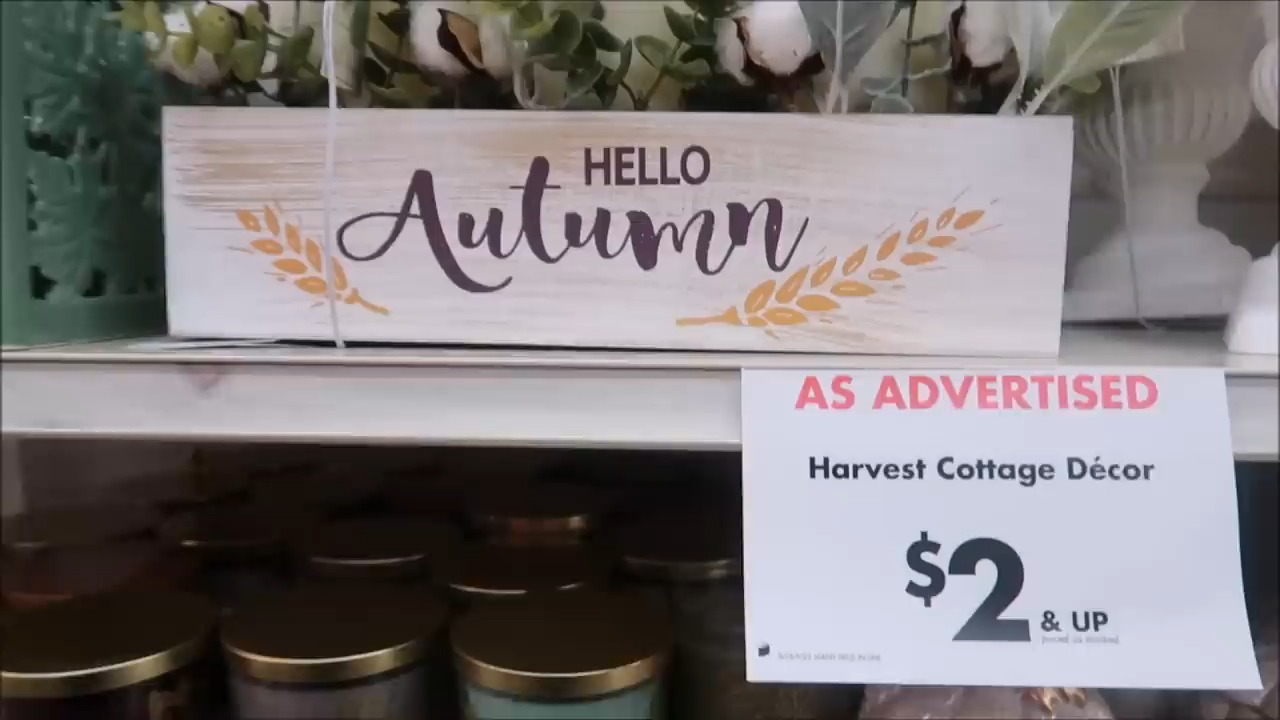 HELLO
Autumn
AS ADVERTISED
Harvest Cottage Décor
$2 & UP